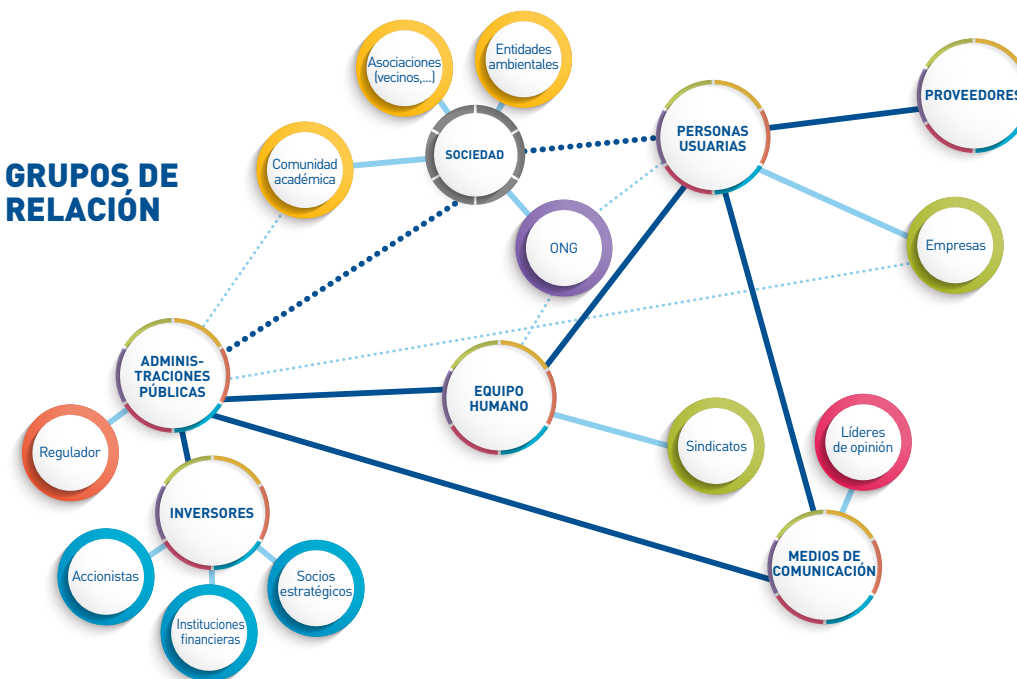 GRUPOS DE
RELACIÓN
Asociaciones
(vecinos,...)
Entidades
ambientales
PROVEEDORES
PERSONAS
USUARIAS
SOCIEDAD
Comunidad
académica
ONG
Empresas
ADMINIS-
TRACIONES
PÚBLICAS
EQUIPO
HUMANO
Regulador
Sindicatos
Líderes
de opinión
INVERSORES
MEDIOS DE
COMUNICACIÓN
Accionistas
Socios
estratégicos
Instituciones
financieras